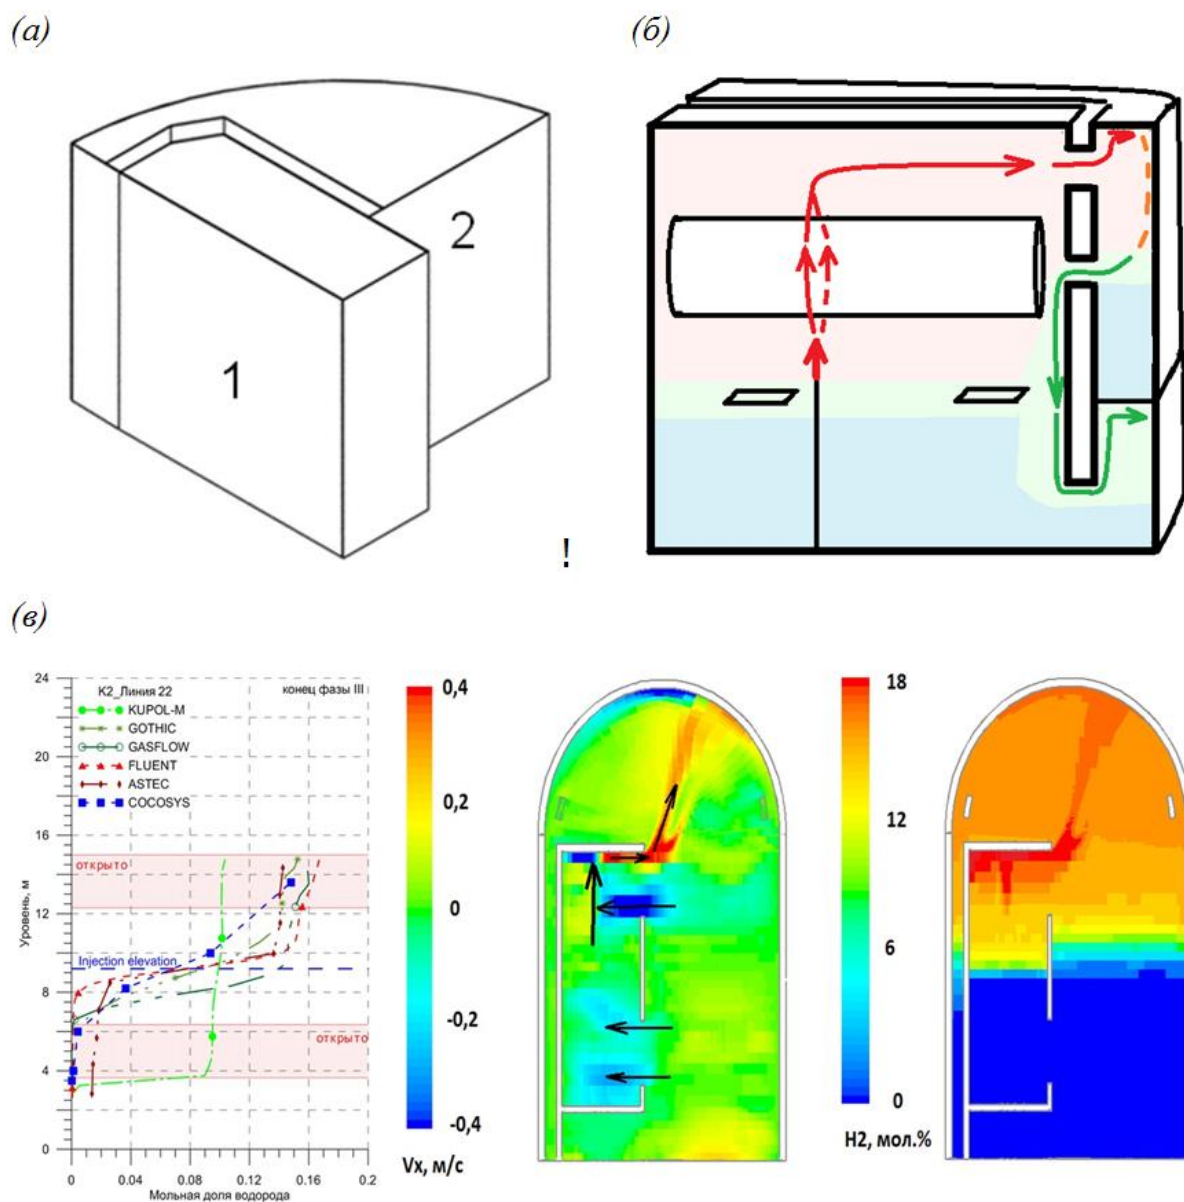 (а)
(б)
1
2
!
(в)
24
20
16
12
8
4
0
Уровень, м
К2_Линия 22
конец фазы III
KUPOL-M
GOTHIC
GASFLOW
FLUENT
ASTEC
COCOSYS
открыто
Injection elevation
открыто
0
0.04
0.08
0.12
0.16
0.2
Мольная доля водорода
0,4
0,2
0
-0,2
-0,4
Vx, м/с
18
12
6
0
H2, мол.%